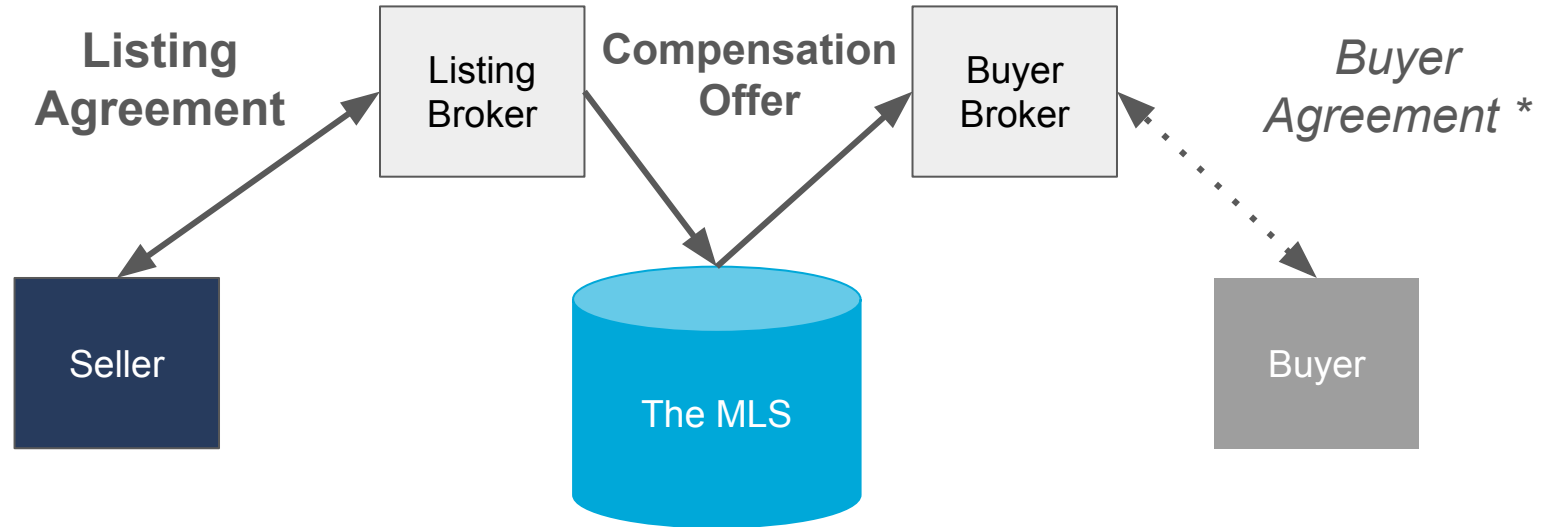 Listing
Agreement
Listing
Broker
Compensation
Offer
Buyer
Broker
Buyer
Agreement *
Seller
The MLS
Buyer